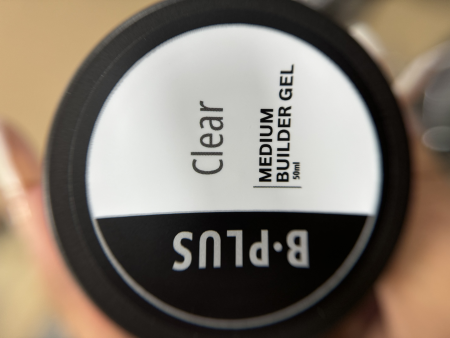 B·PLUS
Clear
MEDIUM
BUILDER GEL
50ml